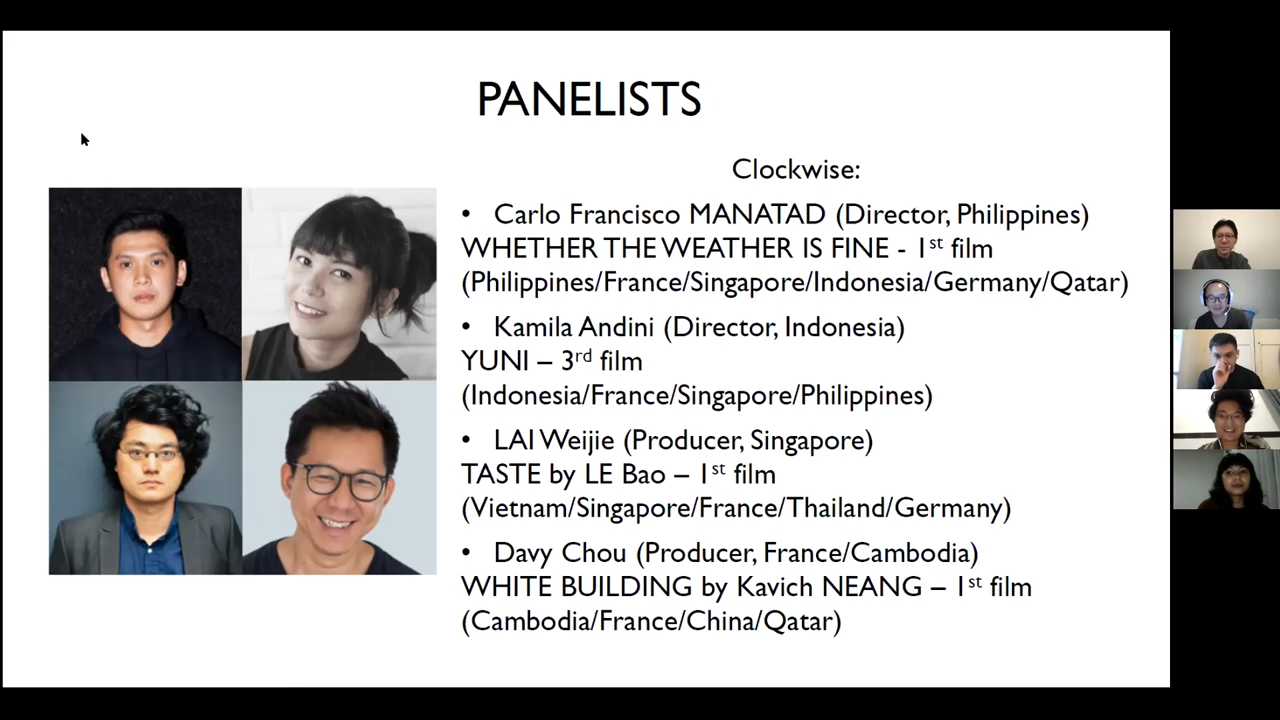 PANELISTS
Clockwise:
• Carlo Francisco MANATAD (Director, Philippines)
WHETHER THE WEATHER IS FINE - 1st film
(Philippines/France/Singapore/Indonesia/Germany/Qatar)
• Kamila Andini (Director, Indonesia)
YUNI – 3rd film
(Indonesia/France/Singapore/Philippines)
• LAI Weijie (Producer, Singapore)
TASTE by LE Bao – 1st film
(Vietnam/Singapore/France/Thailand/Germany)
• Davy Chou (Producer, France/Cambodia)
WHITE BUILDING by Kavich NEANG – 1st film
(Cambodia/France/China/Qatar)